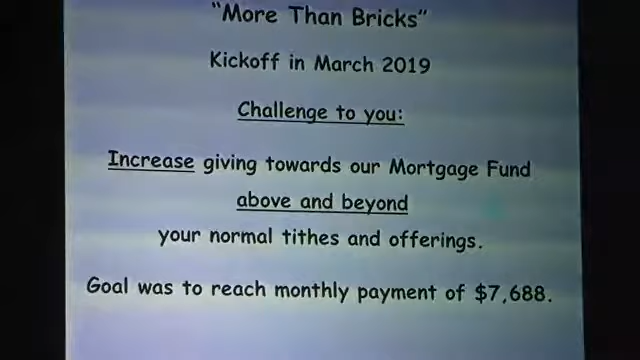 “More Than Bricks”
Kickoff in March 2019
Challenge to you:
Increase giving towards our Mortgage Fund
above and beyond
your normal tithes and offerings.
Goal was to reach monthly payment of $7,688.